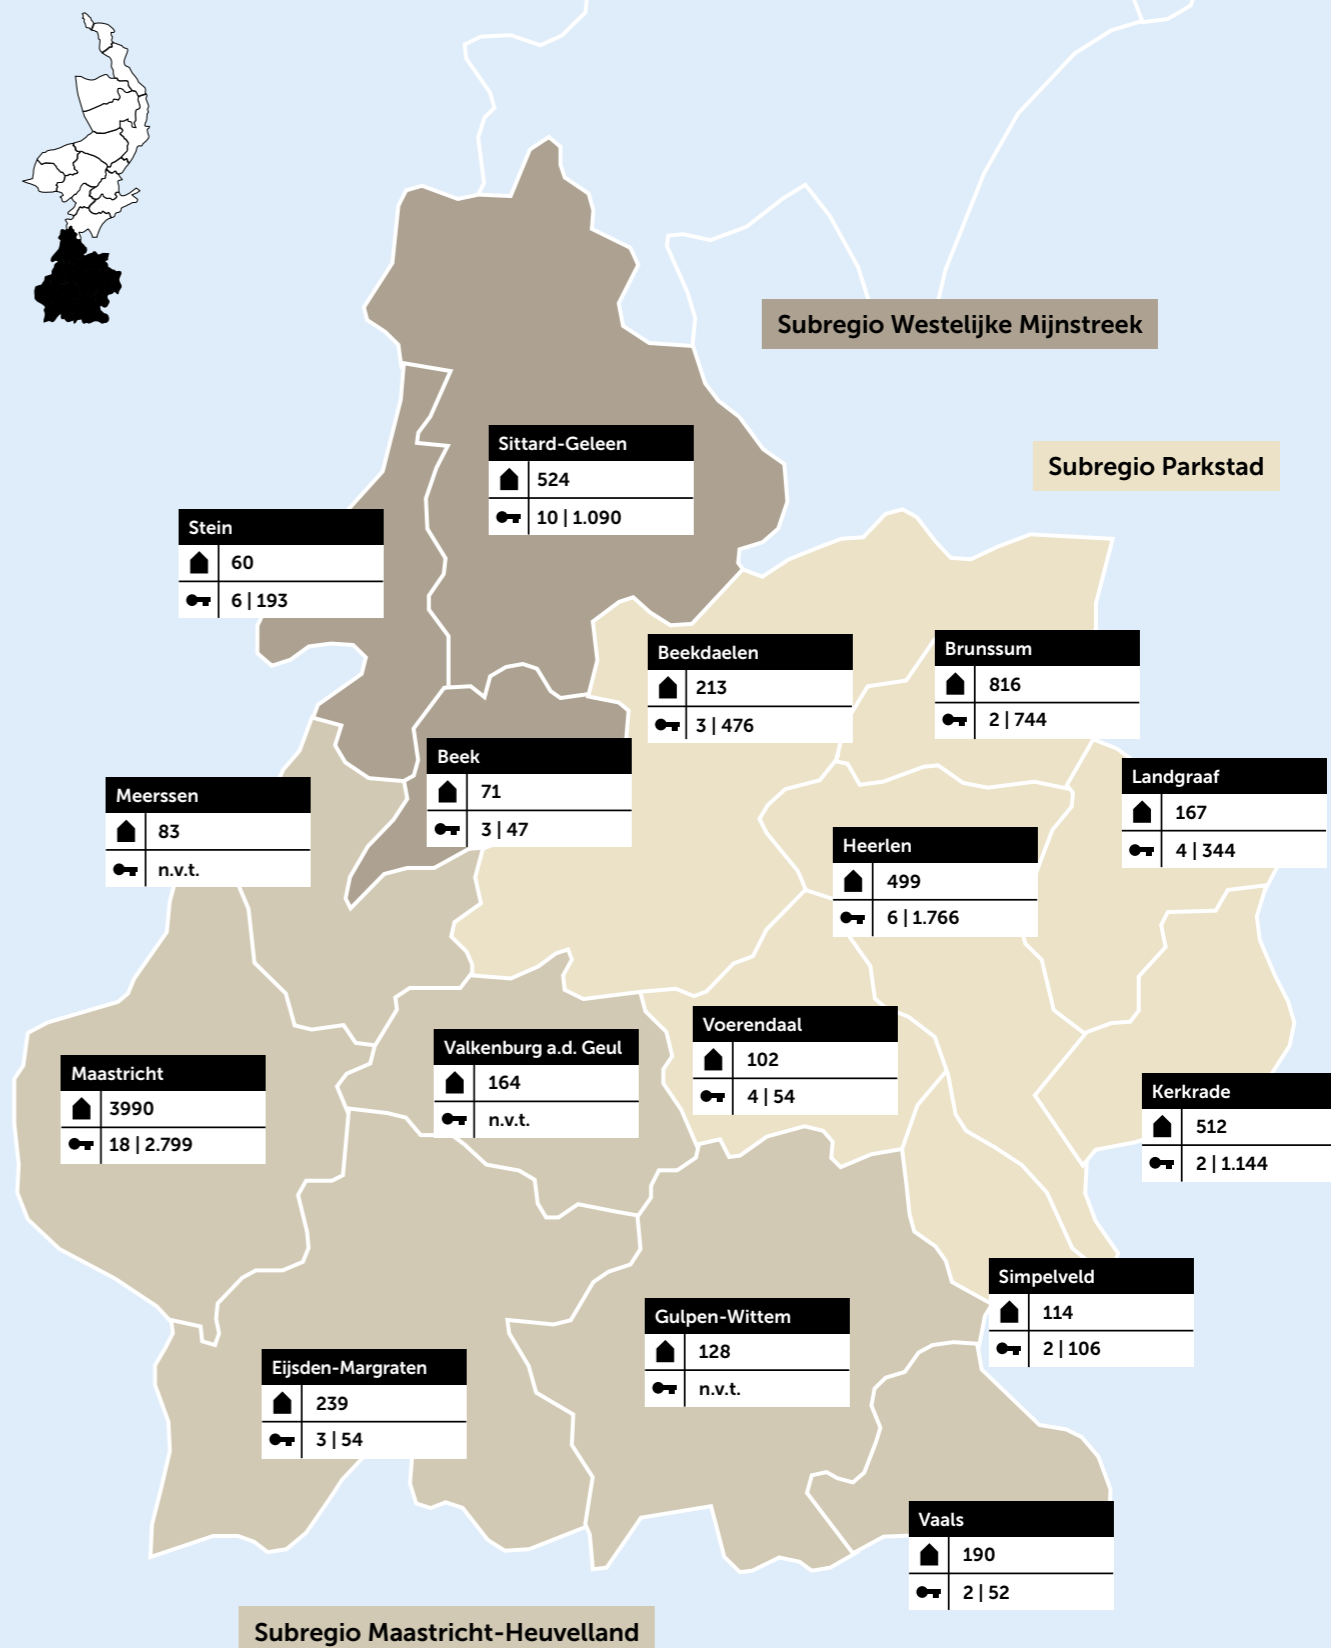 Subregio Westelijke Mijnstreek
Sittard-Geleen
524
10 | 1.090
Subregio Parkstad
Stein
60
6 | 193
Beekdaelen
213
3 | 476
Brunssum
816
2 | 744
Beek
71
3 | 47
Landgraaf
167
4 | 344
Meerssen
83
n.v.t.
Heerlen
499
6 | 1.766
Voerendaal
102
4 | 54
Valkenburg a.d. Geul
164
n.v.t.
Maastricht
3990
18 | 2.799
Kerkrade
512
2 | 1.144
Simpelveld
114
2 | 106
Gulpen-Wittem
128
n.v.t.
Eijsden-Margraten
239
3 | 54
Vaals
190
2 | 52
Subregio Maastricht-Heuvelland